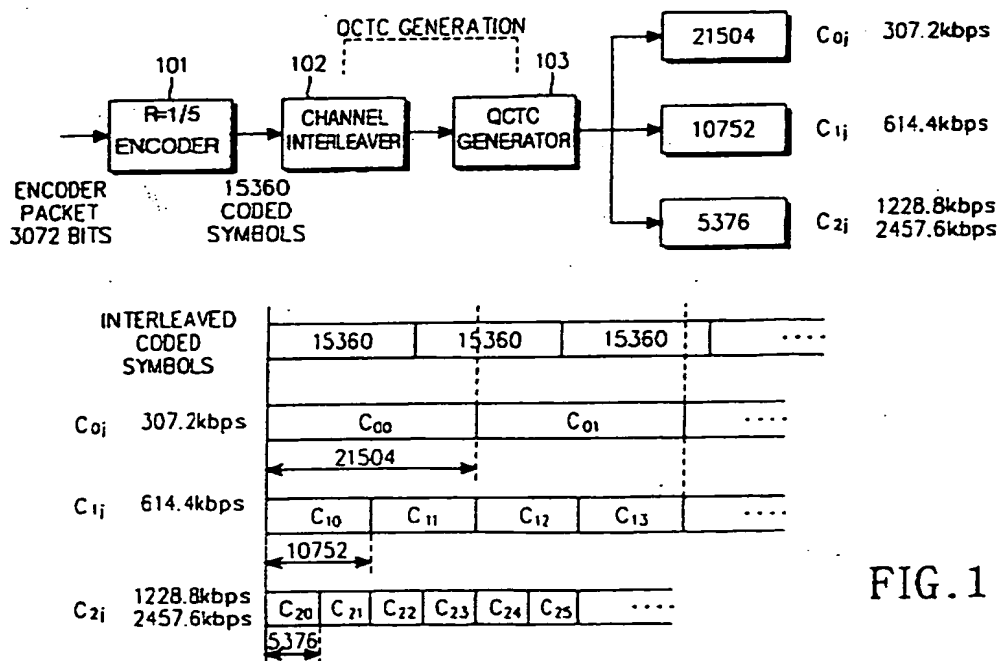 QCTC GENERATION
101
102
103
R=1/5
ENCODER
CHANNEL
INTERLEAVER
QCTC
GENERATOR
ENCODER
PACKET
3072 BITS
15360
CODED
SYMBOLS
21504 C0j 307.2kbps
10752 C1j 614.4kbps
5376 C2j 1228.8kbps
2457.6kbps
INTERLEAVED
CODED
SYMBOLS
15360 15360 15360 ....
C0j 307.2kbps C00 C01 ....
21504
C1j 614.4kbps C10 C11 C12 C13 ....
10752
C2j 1228.8kbps
2457.6kbps
C20 C21 C22 C23 C24 C25 ....
5376
FIG.1